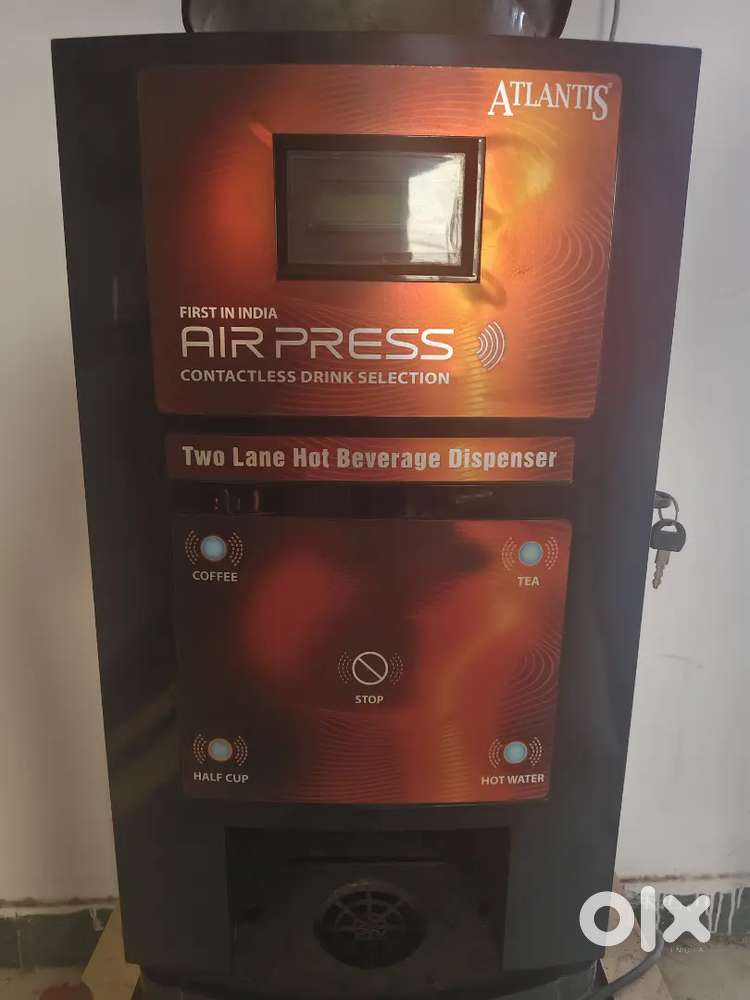 ATLANTIS
FIRST IN INDIA
AIR PRESS
CONTACTLESS DRINK SELECTION
Two Lane Hot Beverage Dispenser
COFFEE
TEA
STOP
HALF CUP
HOT WATER
olx